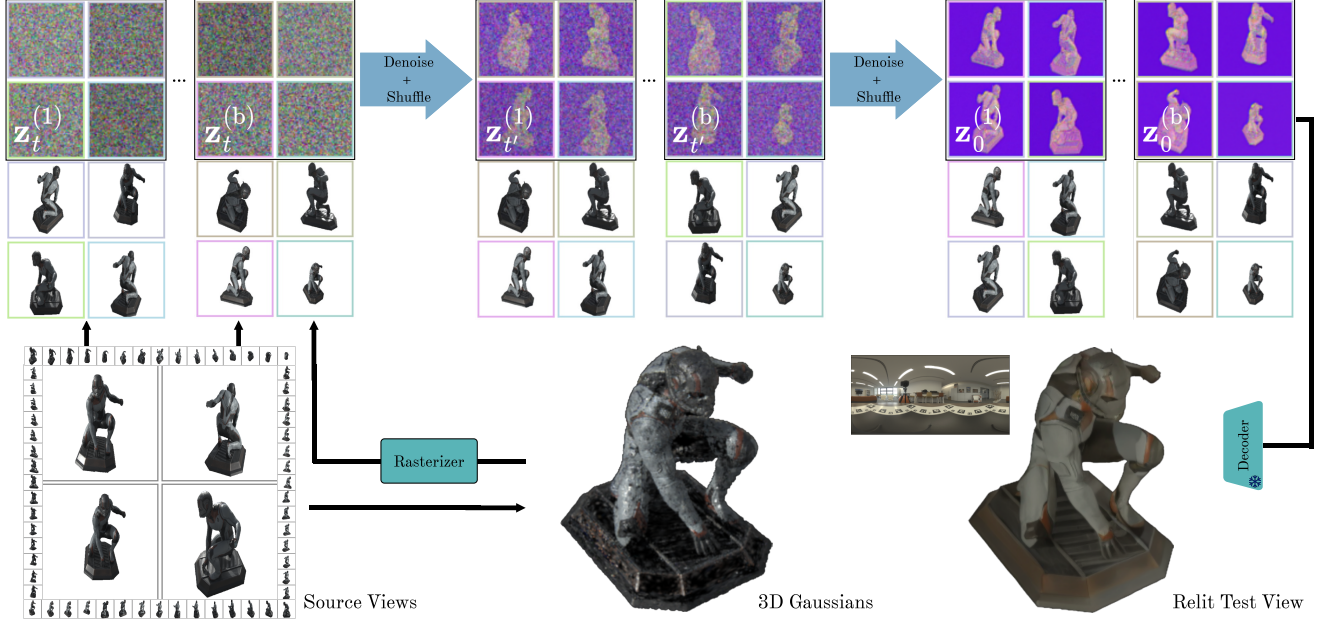 ...
Denoise
+
Shuffle
...
Denoise
+
Shuffle
...
z_t^(1)
z_t^(b)
z_t'^(1)
z_t'^(b)
z_0^(1)
z_0^(b)
Rasterizer
Decoder
Source Views
3D Gaussians
Relit Test View